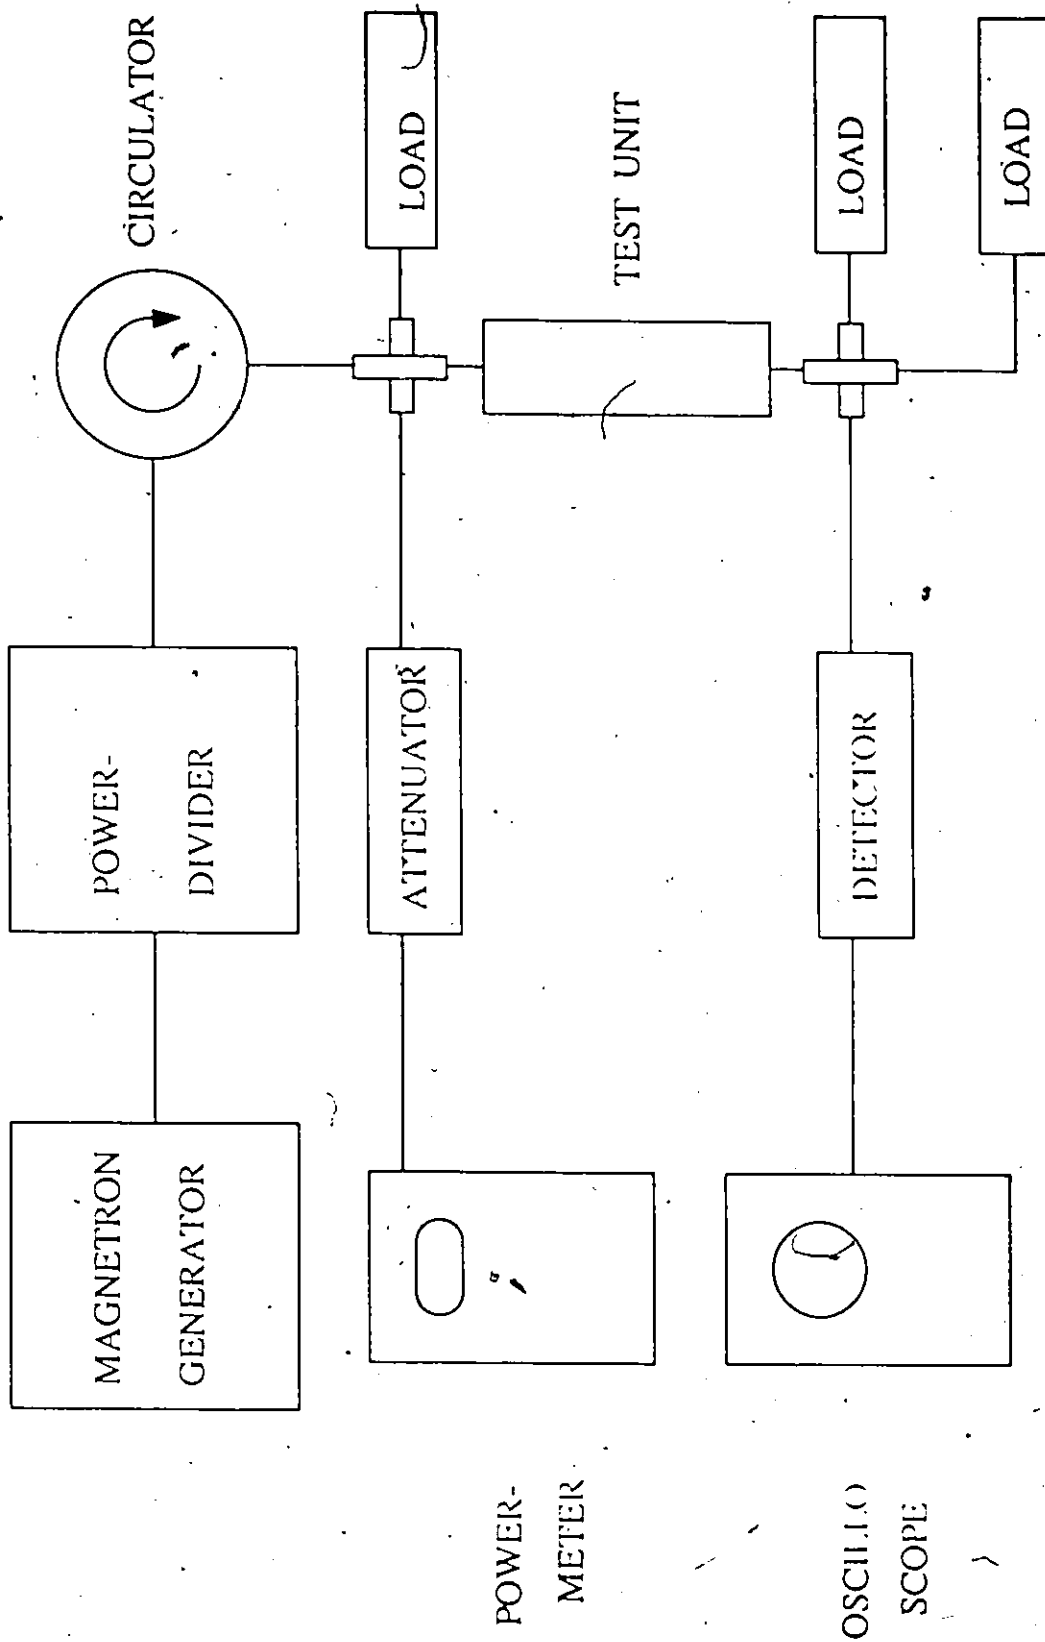 MAGNETRON
GENERATOR
POWER-
DIVIDER
CIRCULATOR
POWER-
METER
ATTENUATOR
LOAD
TEST UNIT
OSCILLO
SCOPE
DETECTOR
LOAD
LOAD